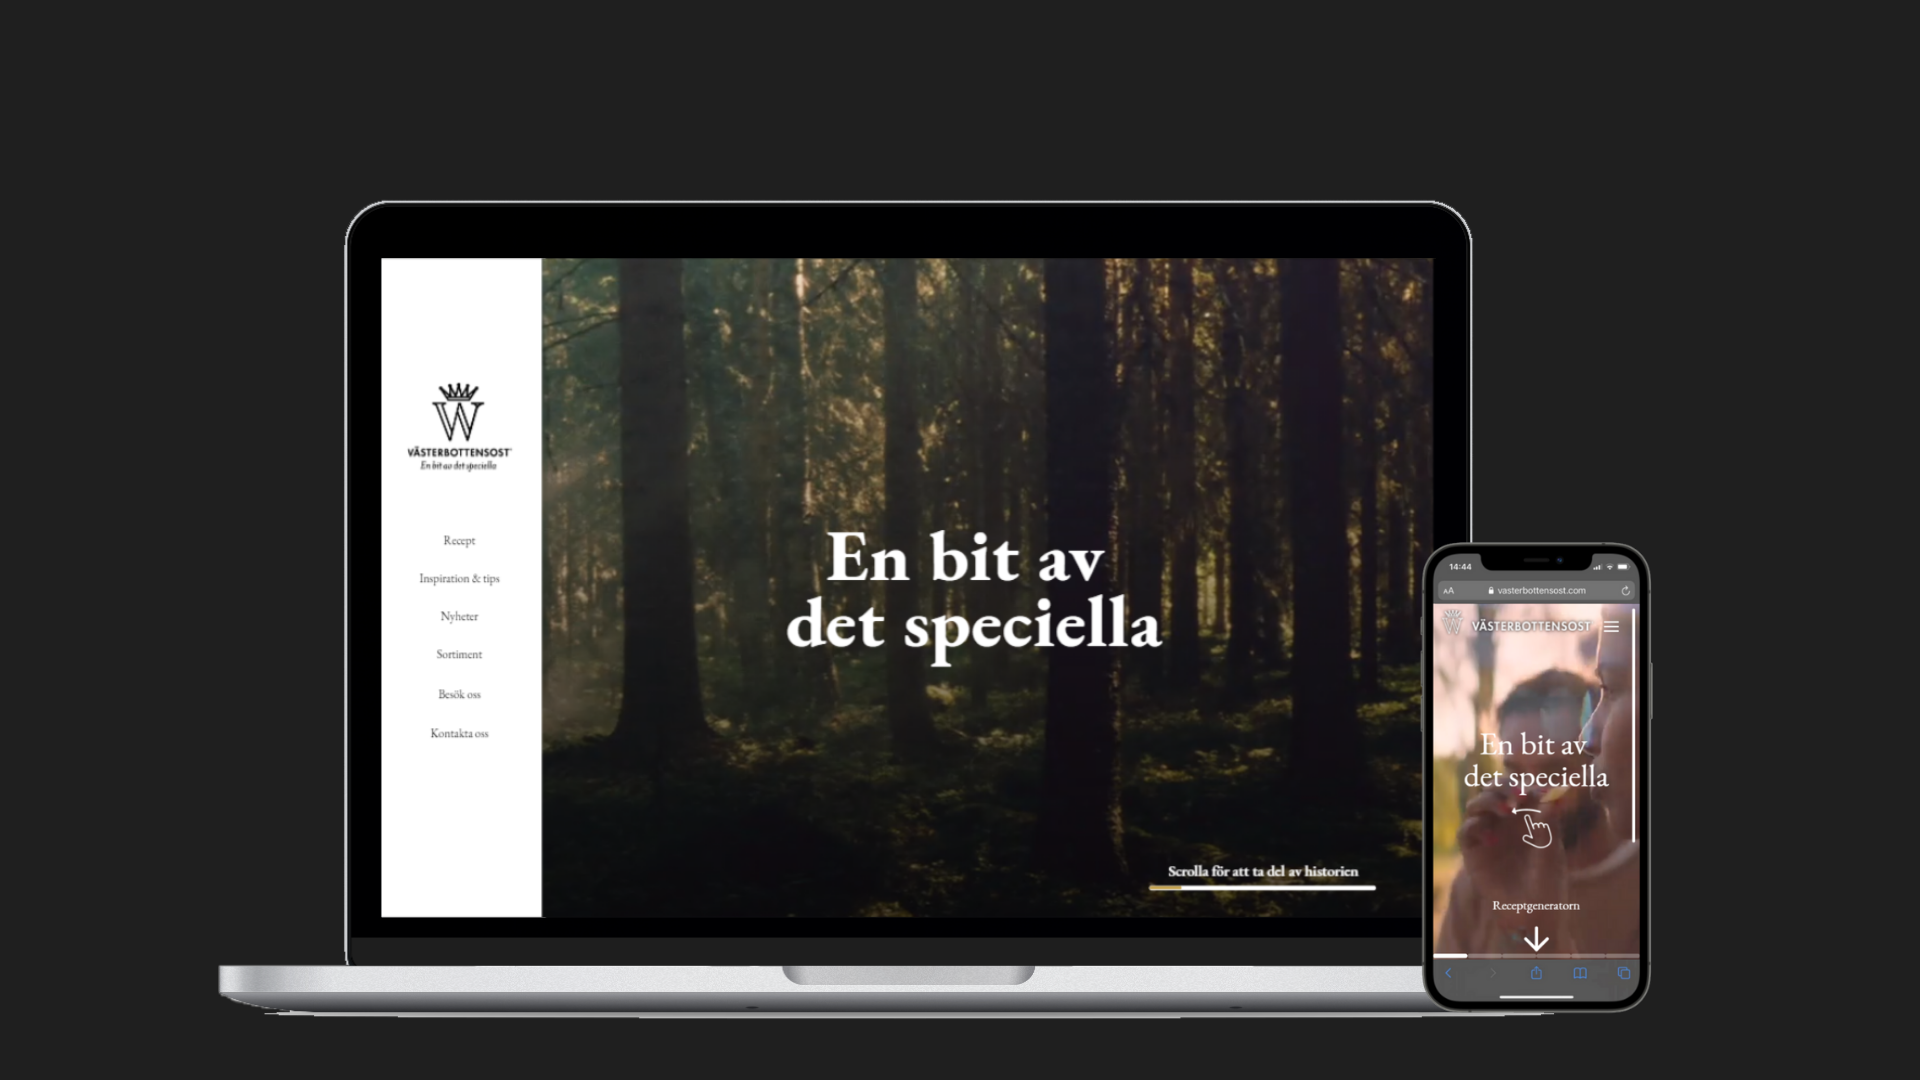 VÄSTERBOTTENSOST
En bit av det speciella
Recept
Inspiration & tips
Nyheter
Sortiment
Besök oss
Kontakta oss
En bit av
det speciella
Scrolla för att ta del av historien
14:44
AA vasterbottensost.com
VÄSTERBOTTENSOST
En bit av
det speciella
Receptgeneratorn